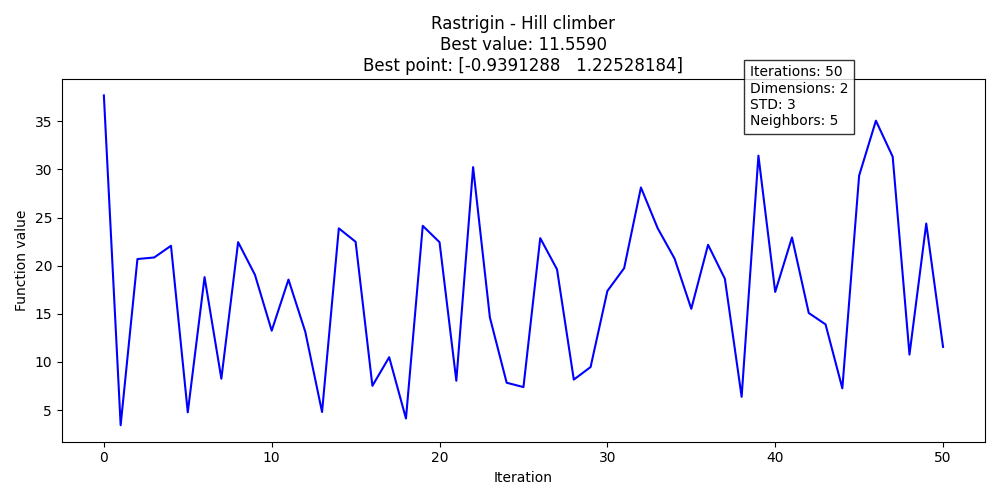 Rastrigin - Hill climber
Best value: 11.5590
Best point: [-0.9391288   1.22528184]
Iterations: 50
Dimensions: 2
STD: 3
Neighbors: 5
Function value
35
30
25
20
15
10
5
0
10
20
30
40
50
Iteration